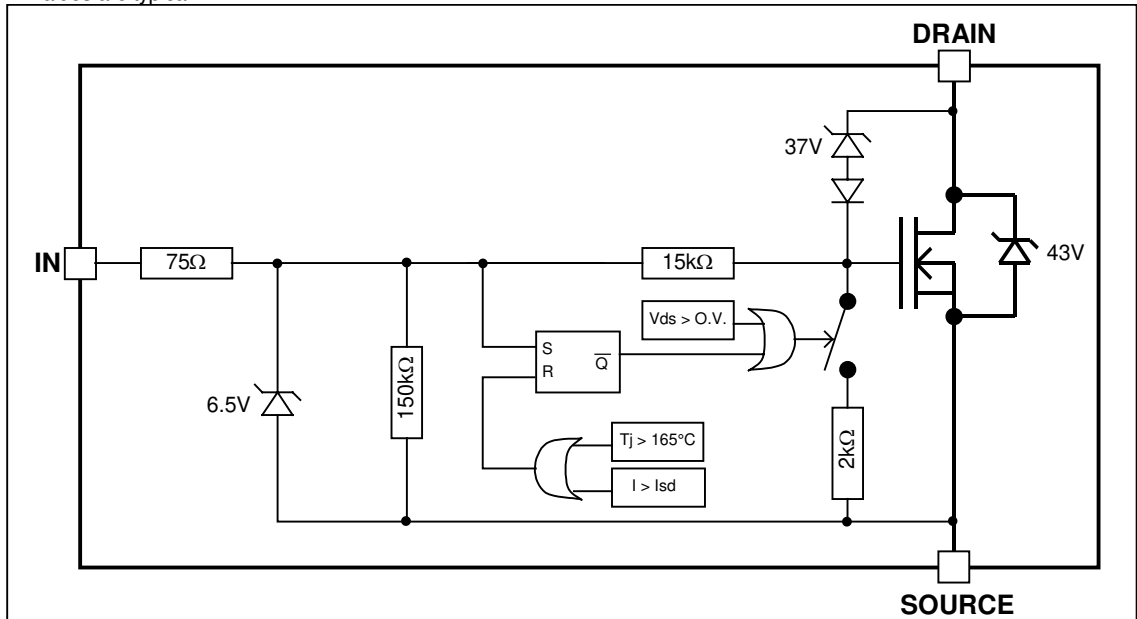 DRAIN
37V
43V
IN
75Ω
15kΩ
Vds > O.V.
S
R
Q̅
6.5V
150kΩ
Tj > 165°C
I > Isd
2kΩ
SOURCE